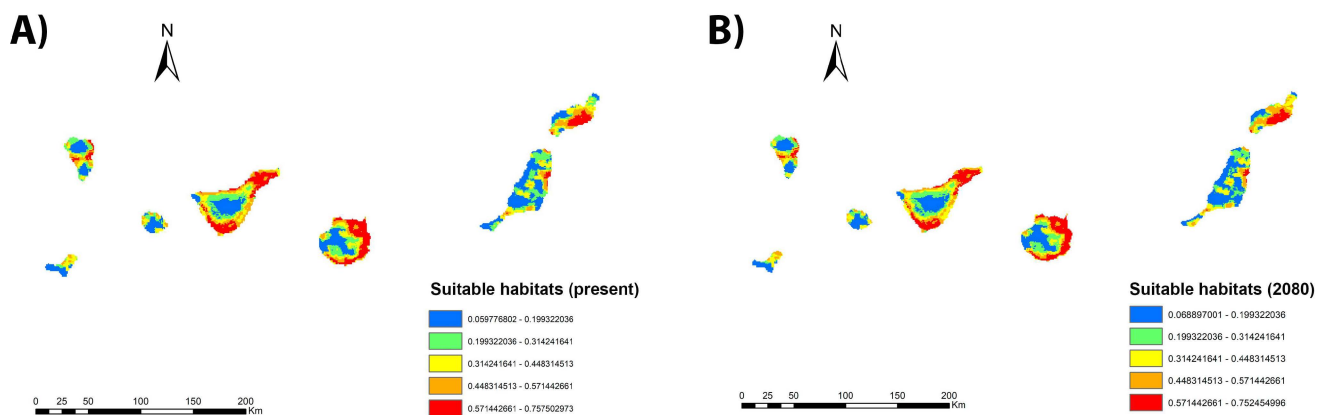 A)
N
Suitable habitats (present)
0.059776802 - 0.199322036
0.199322036 - 0.314241641
0.314241641 - 0.448314513
0.448314513 - 0.571442661
0.571442661 - 0.757502973
0 25 50 100 150 200
Km
B)
N
Suitable habitats (2080)
0.068897001 - 0.199322036
0.199322036 - 0.314241641
0.314241641 - 0.448314513
0.448314513 - 0.571442661
0.571442661 - 0.752454996
0 25 50 100 150 200
Km